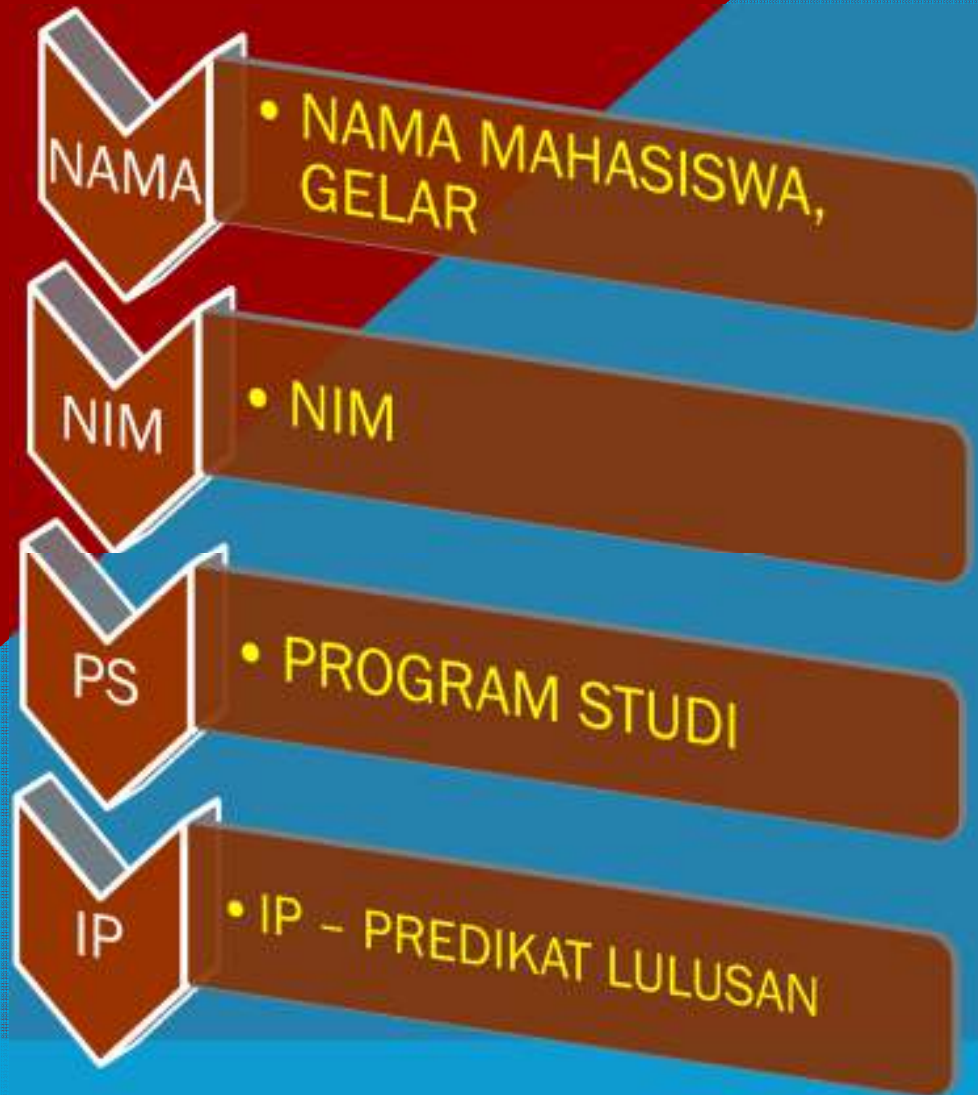 NAMA
• NAMA MAHASISWA,
GELAR
NIM
• NIM
PS
• PROGRAM STUDI
IP
• IP – PREDIKAT LULUSAN